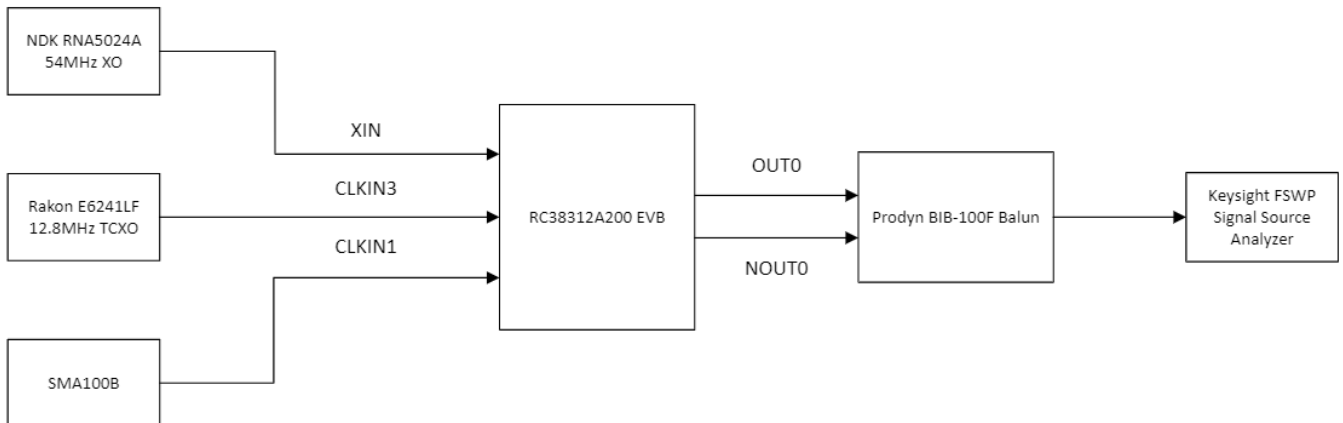 NDK RNA5024A
54MHz XO
XIN
CLKIN3
Rakon E6241LF
12.8MHz TCXO
CLKIN1
SMA100B
RC38312A200 EVB
OUT0
NOUT0
Prodyn BIB-100F Balun
Keysight FSWP
Signal Source
Analyzer